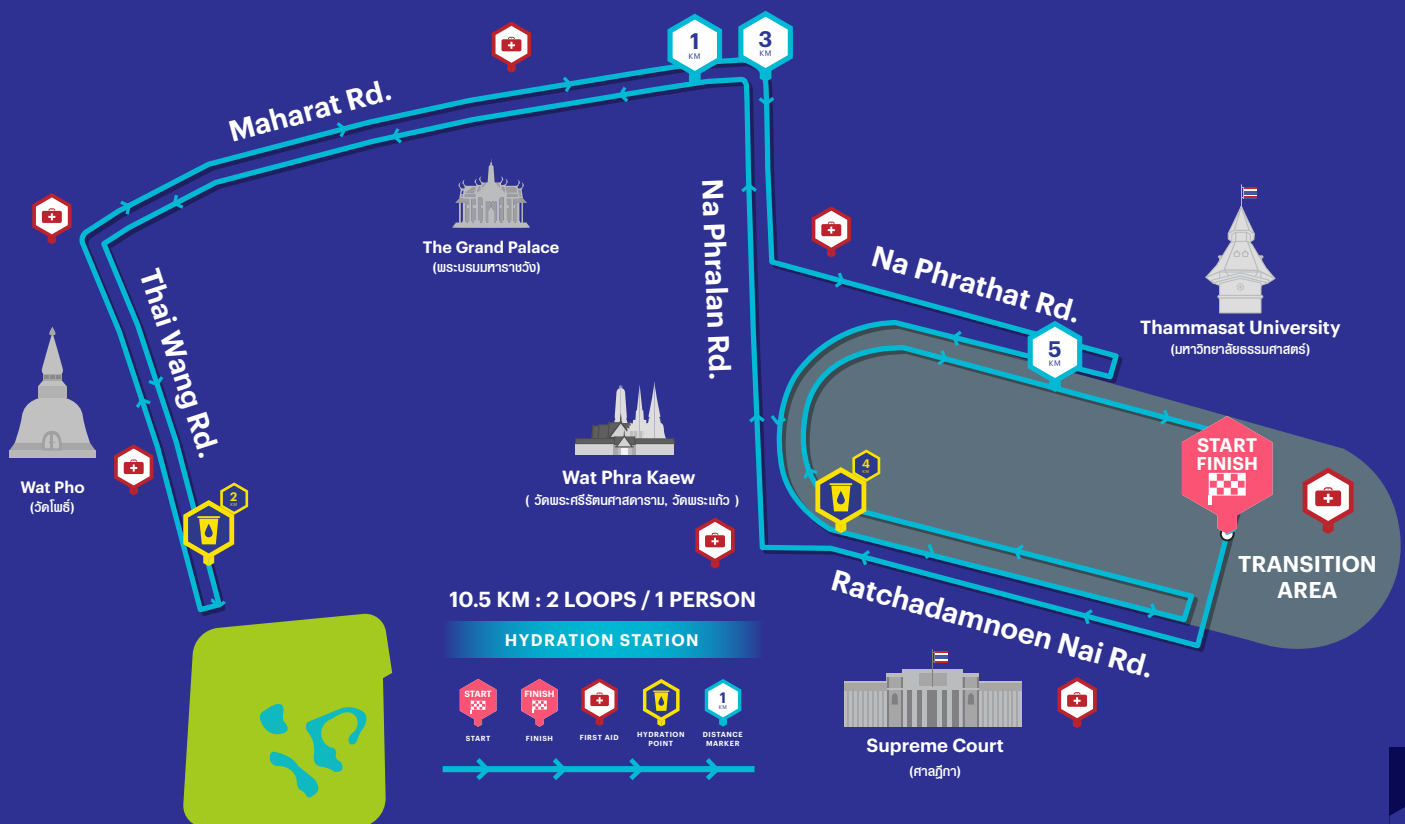 1
KM
3
KM
Maharat Rd.
The Grand Palace
(พระบรมมหาราชวัง)
Na Phralan Rd.
Na Phrathat Rd.
Thammasat University
(มหาวิทยาลัยธรรมศาสตร์)
5
KM
Thai Wang Rd.
Wat Pho
(วัดโพธิ์)
2
KM
Wat Phra Kaew
( วัดพระศรีรัตนศาสดาราม, วัดพระแก้ว )
4
KM
START
FINISH
TRANSITION
AREA
Ratchadamnoen Nai Rd.
10.5 KM : 2 LOOPS / 1 PERSON
HYDRATION STATION
START
FINISH
1
KM
START
FINISH
FIRST AID
HYDRATION
POINT
DISTANCE
MARKER
Supreme Court
(ศาลฎีกา)